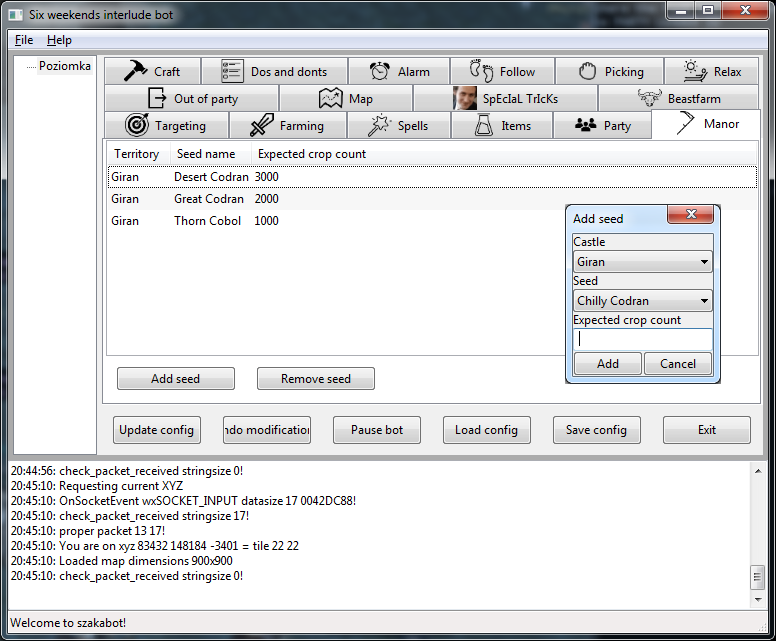 Six weekends interlude bot
File Help
Poziomka
Craft Dos and donts Alarm Follow Picking Relax
Out of party Map SpEcIaL TrIcKs Beastfarm
Targeting Farming Spells Items Party Manor
Territory Seed name Expected crop count
Giran Desert Codran 3000
Giran Great Codran 2000
Giran Thorn Cobol 1000
Add seed
Castle
Giran
Seed
Chilly Codran
Expected crop count
Add Cancel
Add seed Remove seed
Update config ndo modification Pause bot Load config Save config Exit
20:44:56: check_packet_received stringsize 0!
20:45:10: Requesting current XYZ
20:45:10: OnSocketEvent wxSOCKET_INPUT datasize 17 0042DC88!
20:45:10: check_packet_received stringsize 17!
20:45:10: proper packet 13 17!
20:45:10: You are on xyz 83432 148184 -3401 = tile 22 22
20:45:10: Loaded map dimensions 900x900
20:45:10: check_packet_received stringsize 0!
Welcome to szakabot!